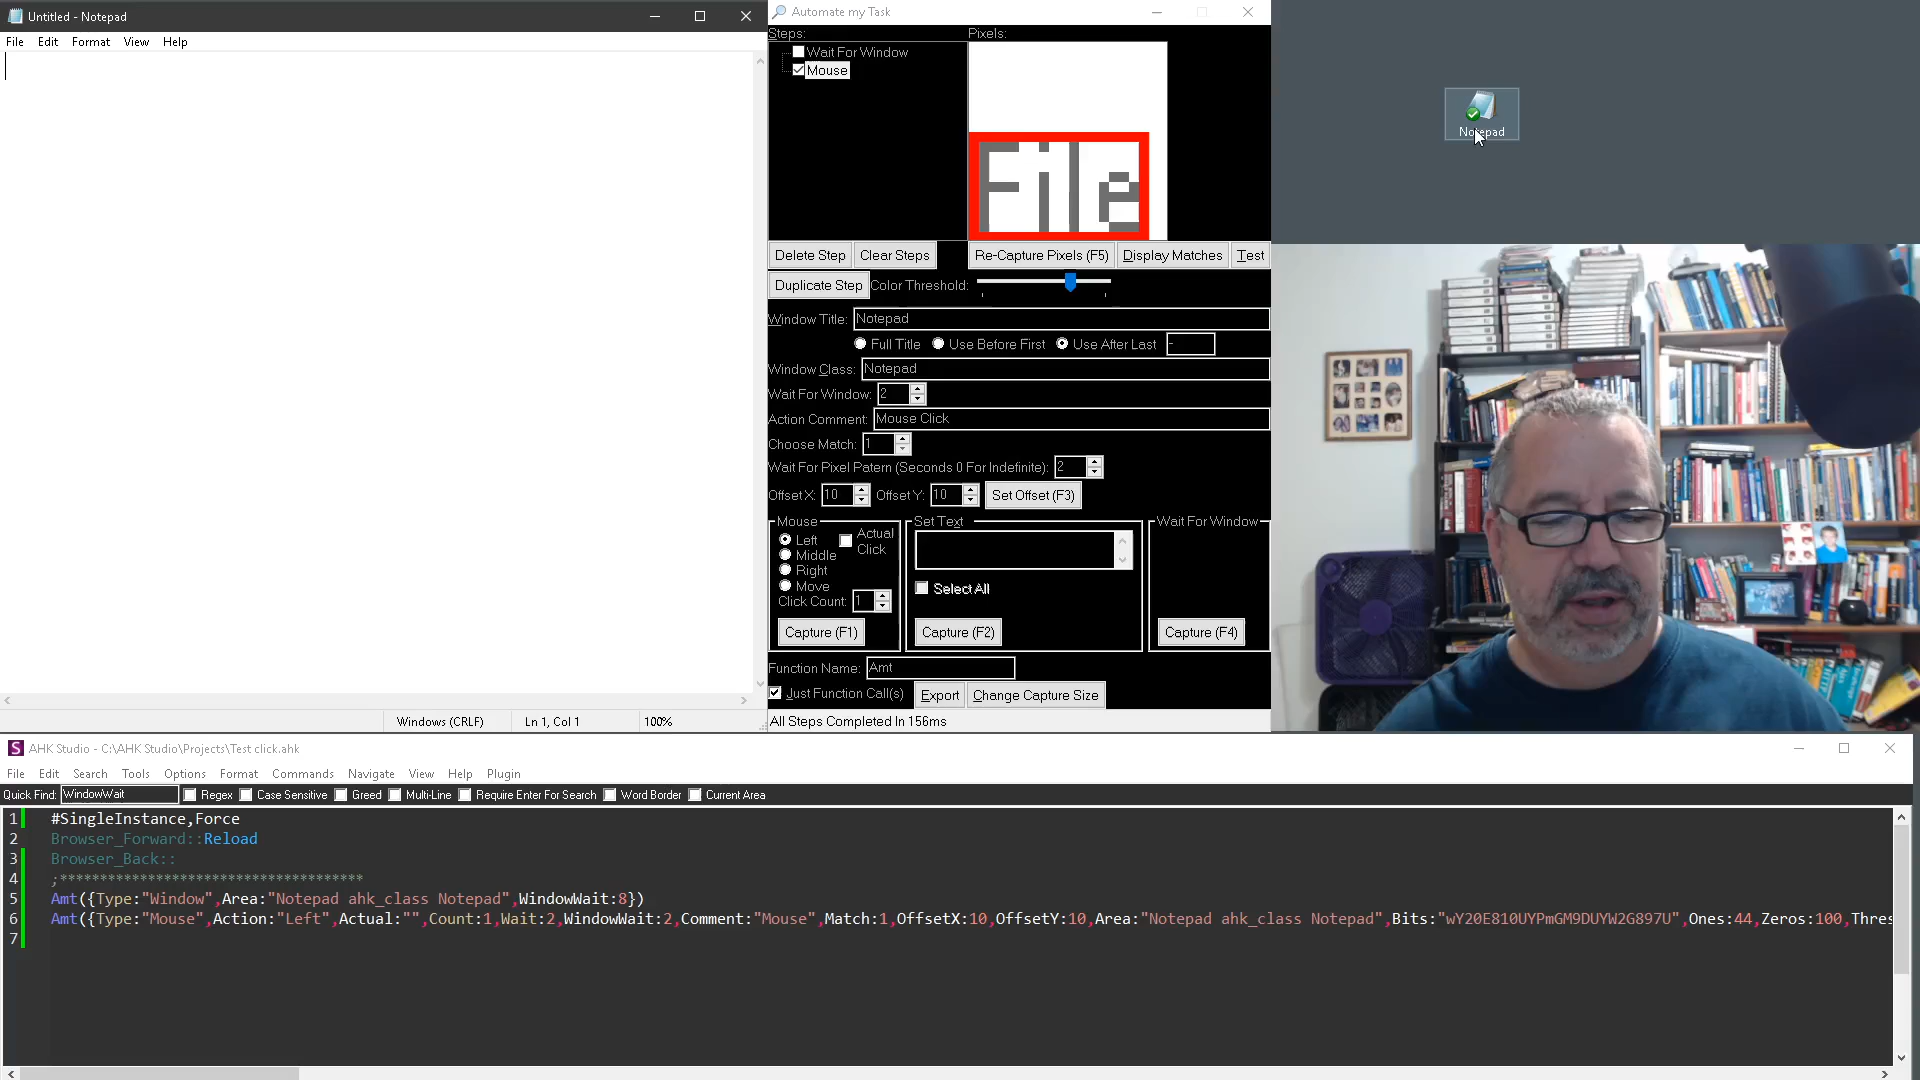 Untitled - Notepad
File Edit Format View Help
Windows (CRLF) Ln 1, Col 1 100%
Automate my Task
Steps:
Wait For Window
Mouse
Pixels:
File
Delete Step Clear Steps Re-Capture Pixels (F5) Display Matches Test
Duplicate Step Color Threshold:
Window Title: Notepad
Full Title Use Before First Use After Last -
Window Class: Notepad
Wait For Window: 2
Action Comment: Mouse Click
Choose Match: 1
Wait For Pixel Patern (Seconds 0 For Indefinite): 2
Offset X: 10 Offset Y: 10 Set Offset (F3)
Mouse
Left
Middle
Right
Move
Actual
Click
Click Count: 1
Capture (F1)
Set Text
Select All
Capture (F2)
Wait For Window
Capture (F4)
Function Name: Amt
Just Function Call(s) Export Change Capture Size
All Steps Completed In 156ms
Notepad
S AHK Studio - C:\AHK Studio\Projects\Test click.ahk
File Edit Search Tools Options Format Commands Navigate View Help Plugin
Quick Find: WindowWait Regex Case Sensitive Greed Multi-Line Require Enter For Search Word Border Current Area
1 #SingleInstance,Force
2 Browser_Forward::Reload
3 Browser_Back::
4 ;**************************************
5 Amt({Type:"Window",Area:"Notepad ahk_class Notepad",WindowWait:8})
6 Amt({Type:"Mouse",Action:"Left",Actual:"",Count:1,Wait:2,WindowWait:2,Comment:"Mouse",Match:1,OffsetX:10,OffsetY:10,Area:"Notepad ahk_class Notepad",Bits:"wY20E810UYPmGM9DUYW2G897U",Ones:44,Zeros:100,Thres
7